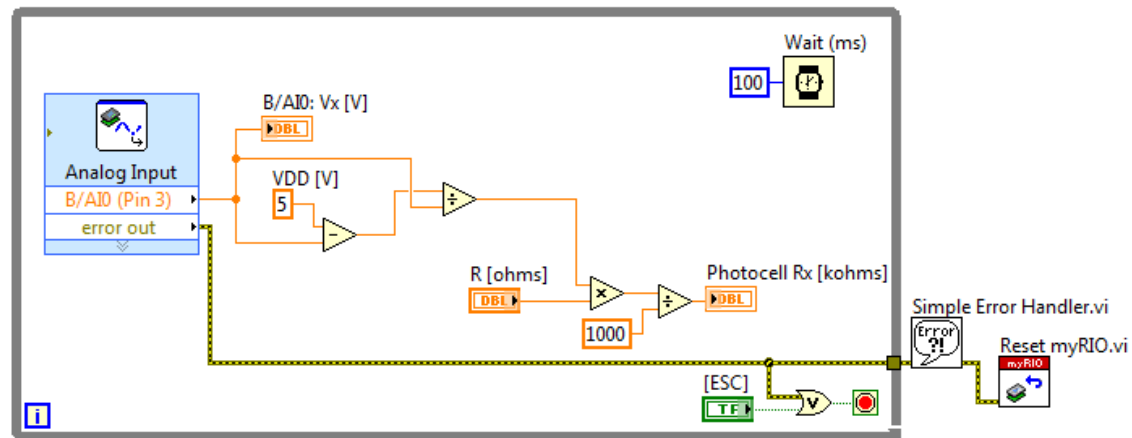 Wait (ms)
100
B/AI0: Vx [V]
DBL
Analog Input
B/AI0 (Pin 3)
error out
VDD [V]
5
÷
−
R [ohms]
DBL
×
÷
1000
Photocell Rx [kohms]
DBL
Simple Error Handler.vi
Error
?!
Reset myRIO.vi
myRIO
[ESC]
TF
V
i